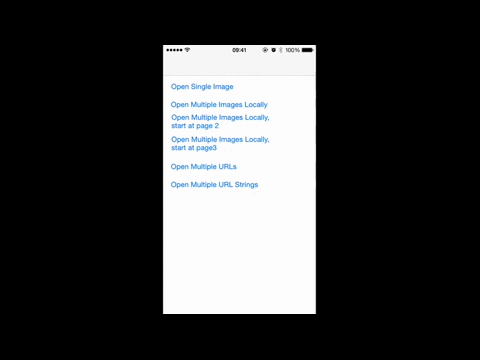 09:41 100%
Open Single Image
Open Multiple Images Locally
Open Multiple Images Locally,
start at page 2
Open Multiple Images Locally,
start at page3
Open Multiple URLs
Open Multiple URL Strings